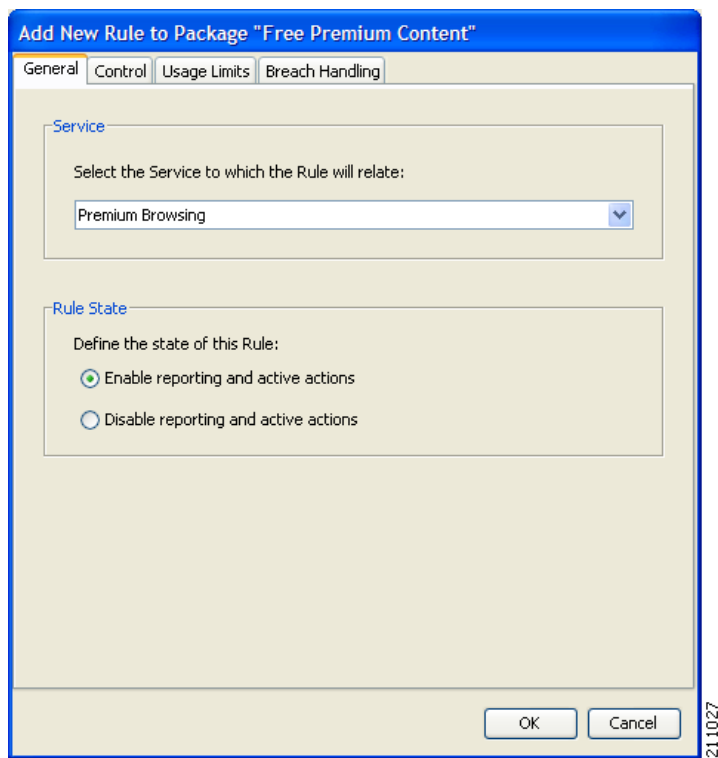 Add New Rule to Package "Free Premium Content"
General Control Usage Limits Breach Handling
Service
Select the Service to which the Rule will relate:
Premium Browsing
Rule State
Define the state of this Rule:
Enable reporting and active actions
Disable reporting and active actions
OK Cancel
211027